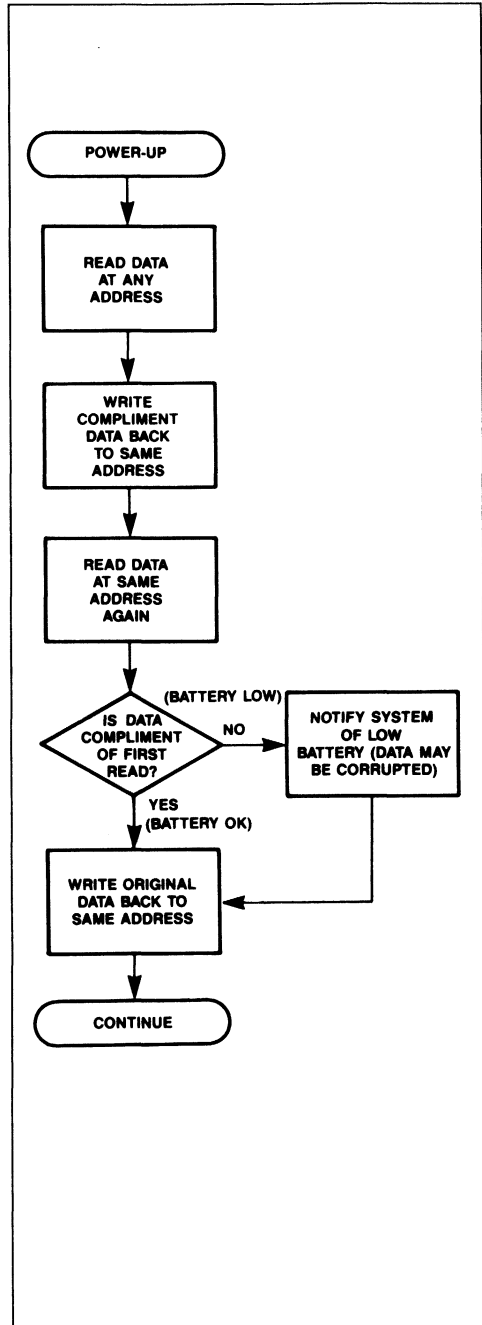 POWER-UP
READ DATA
AT ANY
ADDRESS
WRITE
COMPLIMENT
DATA BACK
TO SAME
ADDRESS
READ DATA
AT SAME
ADDRESS
AGAIN
IS DATA
COMPLIMENT
OF FIRST
READ?
(BATTERY LOW)
NO
NOTIFY SYSTEM
OF LOW
BATTERY (DATA MAY
BE CORRUPTED)
YES
(BATTERY OK)
WRITE ORIGINAL
DATA BACK TO
SAME ADDRESS
CONTINUE